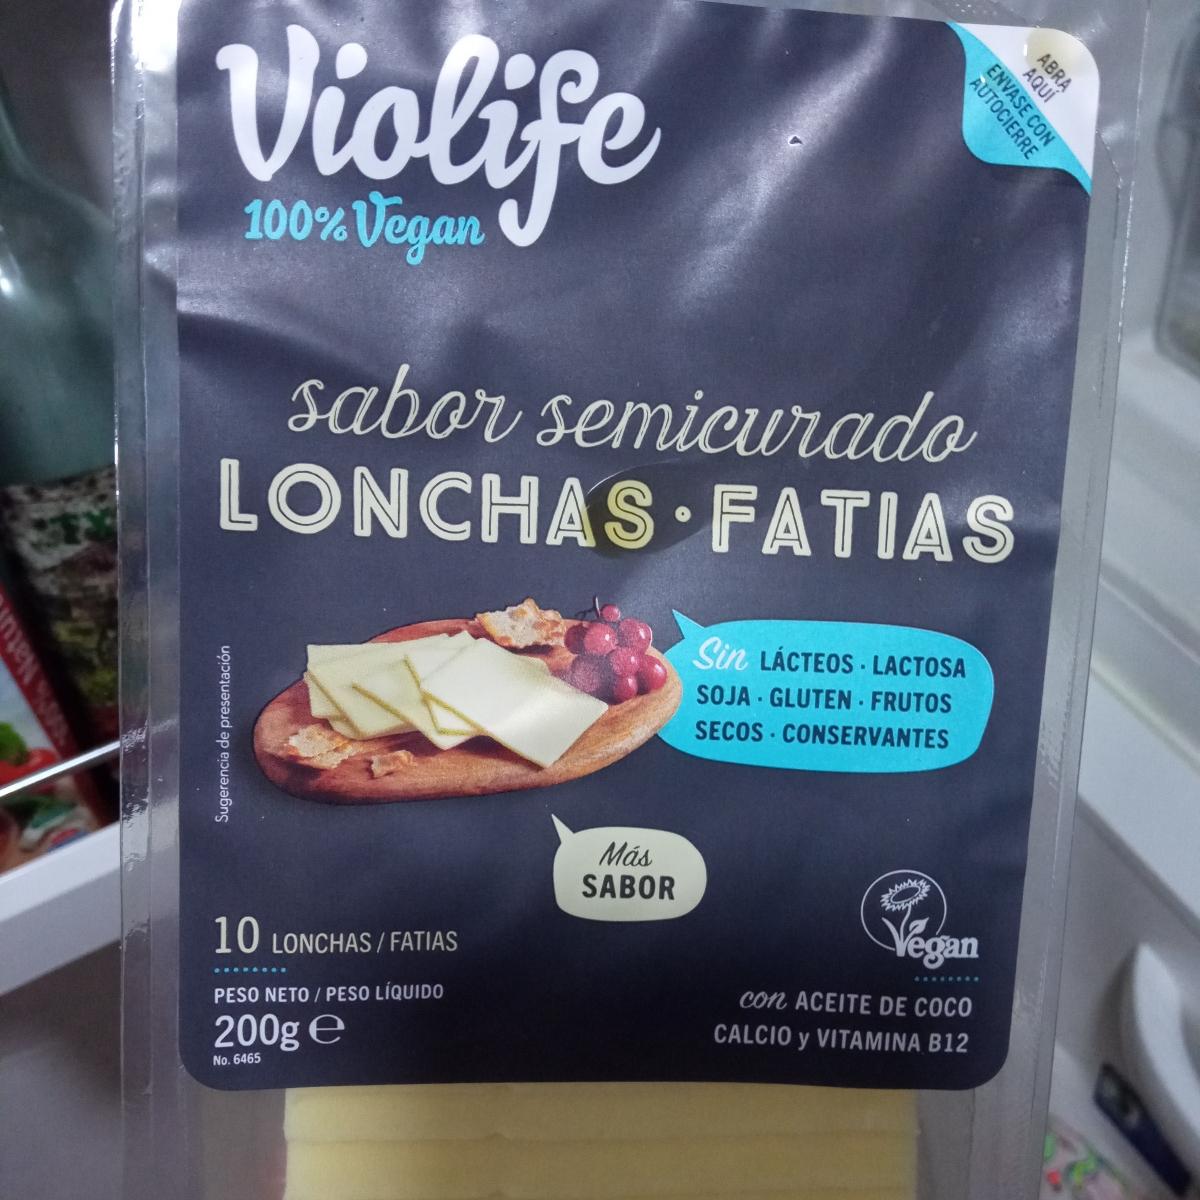 Violife
100% Vegan
ABRA
AQUÍ
ENVASE CON
AUTOCIERRE
sabor semicurado
LONCHAS · FATIAS
Sugerencia de presentación
Sin LÁCTEOS · LACTOSA
SOJA · GLUTEN · FRUTOS
SECOS · CONSERVANTES
Más
SABOR
10 LONCHAS / FATIAS
PESO NETO / PESO LÍQUIDO
200g e
No. 6465
Vegan
con ACEITE DE COCO
CALCIO y VITAMINA B12